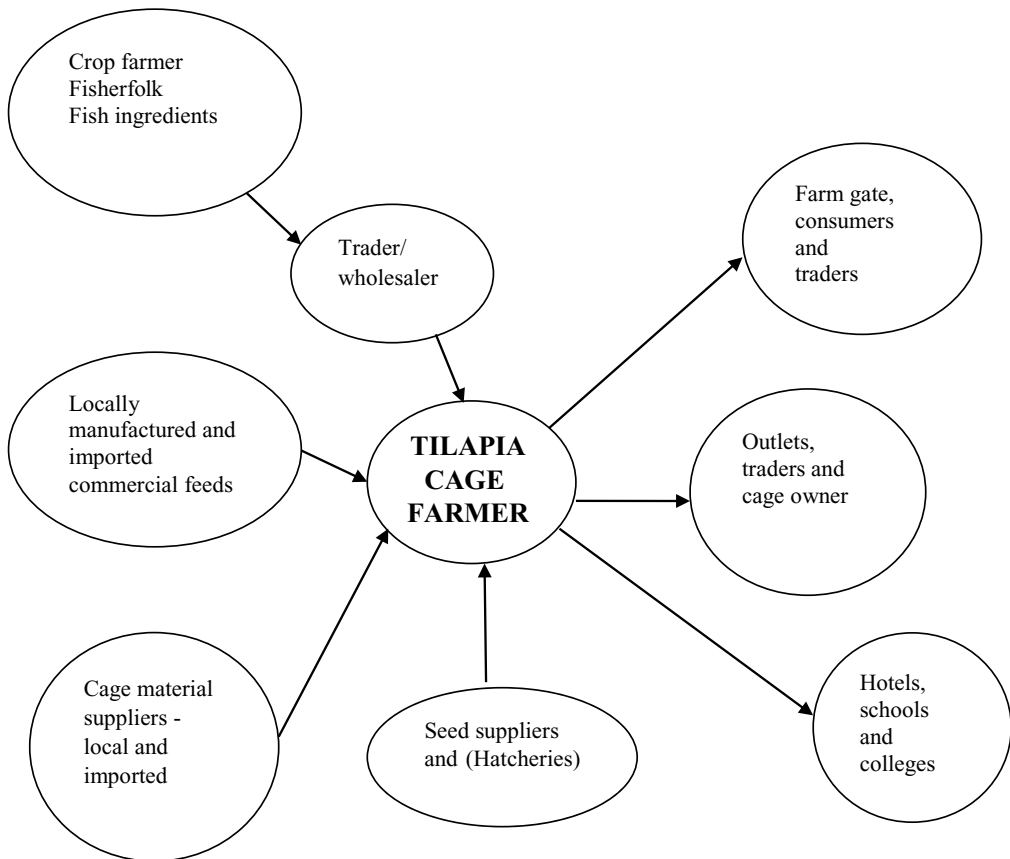 Crop farmer
Fisherfolk
Fish ingredients
Trader/
wholesaler
Farm gate,
consumers
and
traders
Locally
manufactured and
imported
commercial feeds
TILAPIA
CAGE
FARMER
Outlets,
traders and
cage owner
Cage material
suppliers -
local and
imported
Seed suppliers
and (Hatcheries)
Hotels,
schools
and
colleges